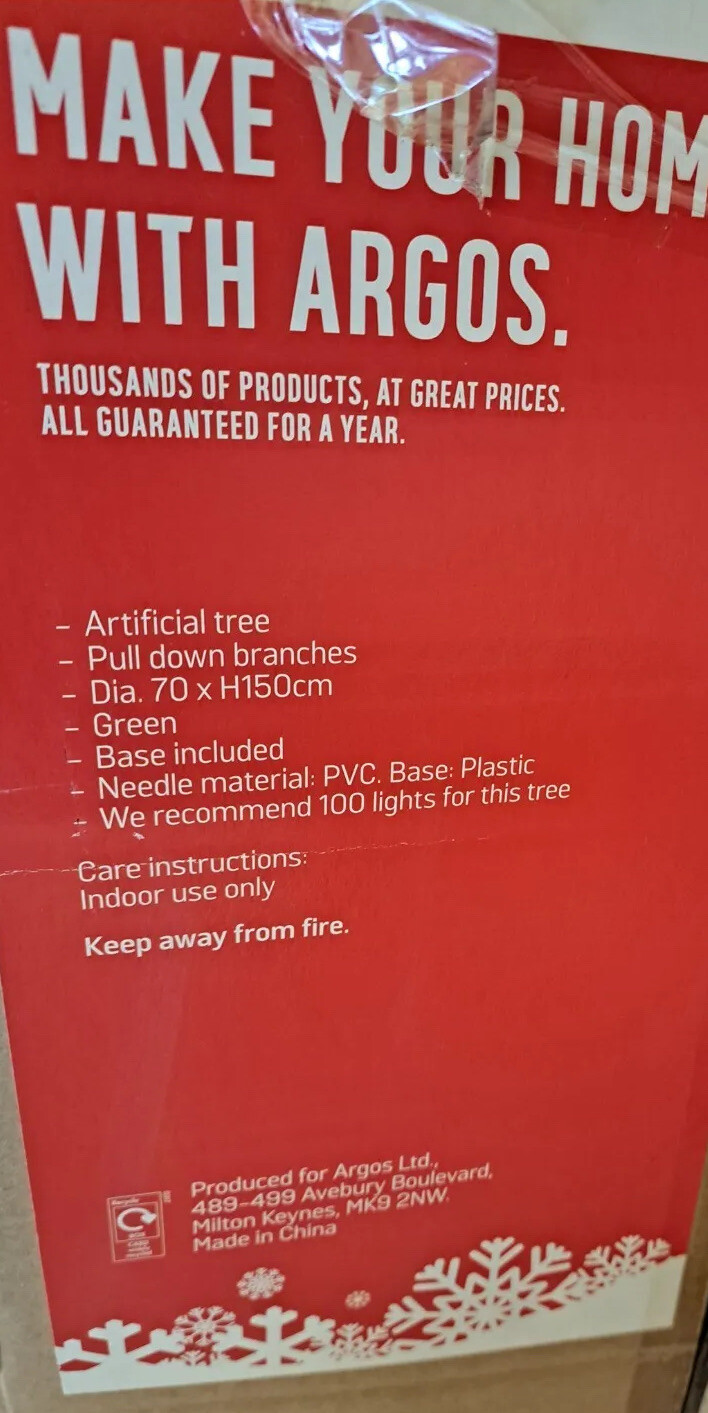 MAKE YOUR HOM
WITH ARGOS.
THOUSANDS OF PRODUCTS, AT GREAT PRICES.
ALL GUARANTEED FOR A YEAR.
- Artificial tree
- Pull down branches
- Dia. 70 x H150cm
- Green
- Base included
- Needle material: PVC. Base: Plastic
- We recommend 100 lights for this tree
Care instructions:
Indoor use only
Keep away from fire.
Produced for Argos Ltd.,
489-499 Avebury Boulevard,
Milton Keynes, MK9 2NW.
Made in China
Recycle
BOX